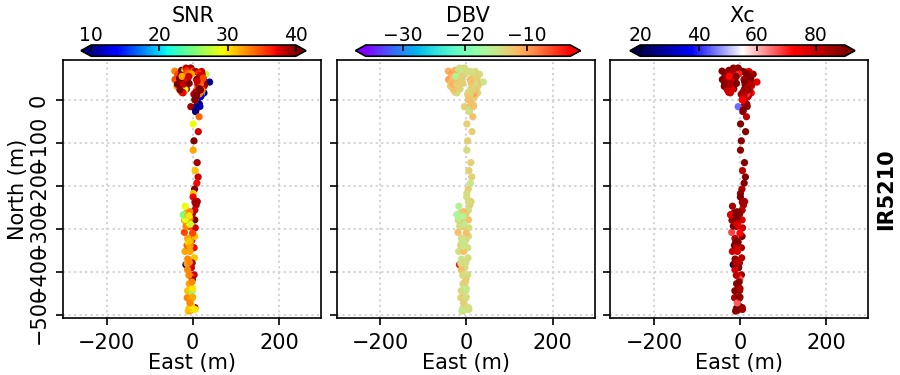 SNR DBV Xc
10 20 30 40 −30 −20 −10 20 40 60 80
North (m)
0
−100
−200
−300
−400
−500
IR5210
−200 0 200 −200 0 200 −200 0 200
East (m) East (m) East (m)